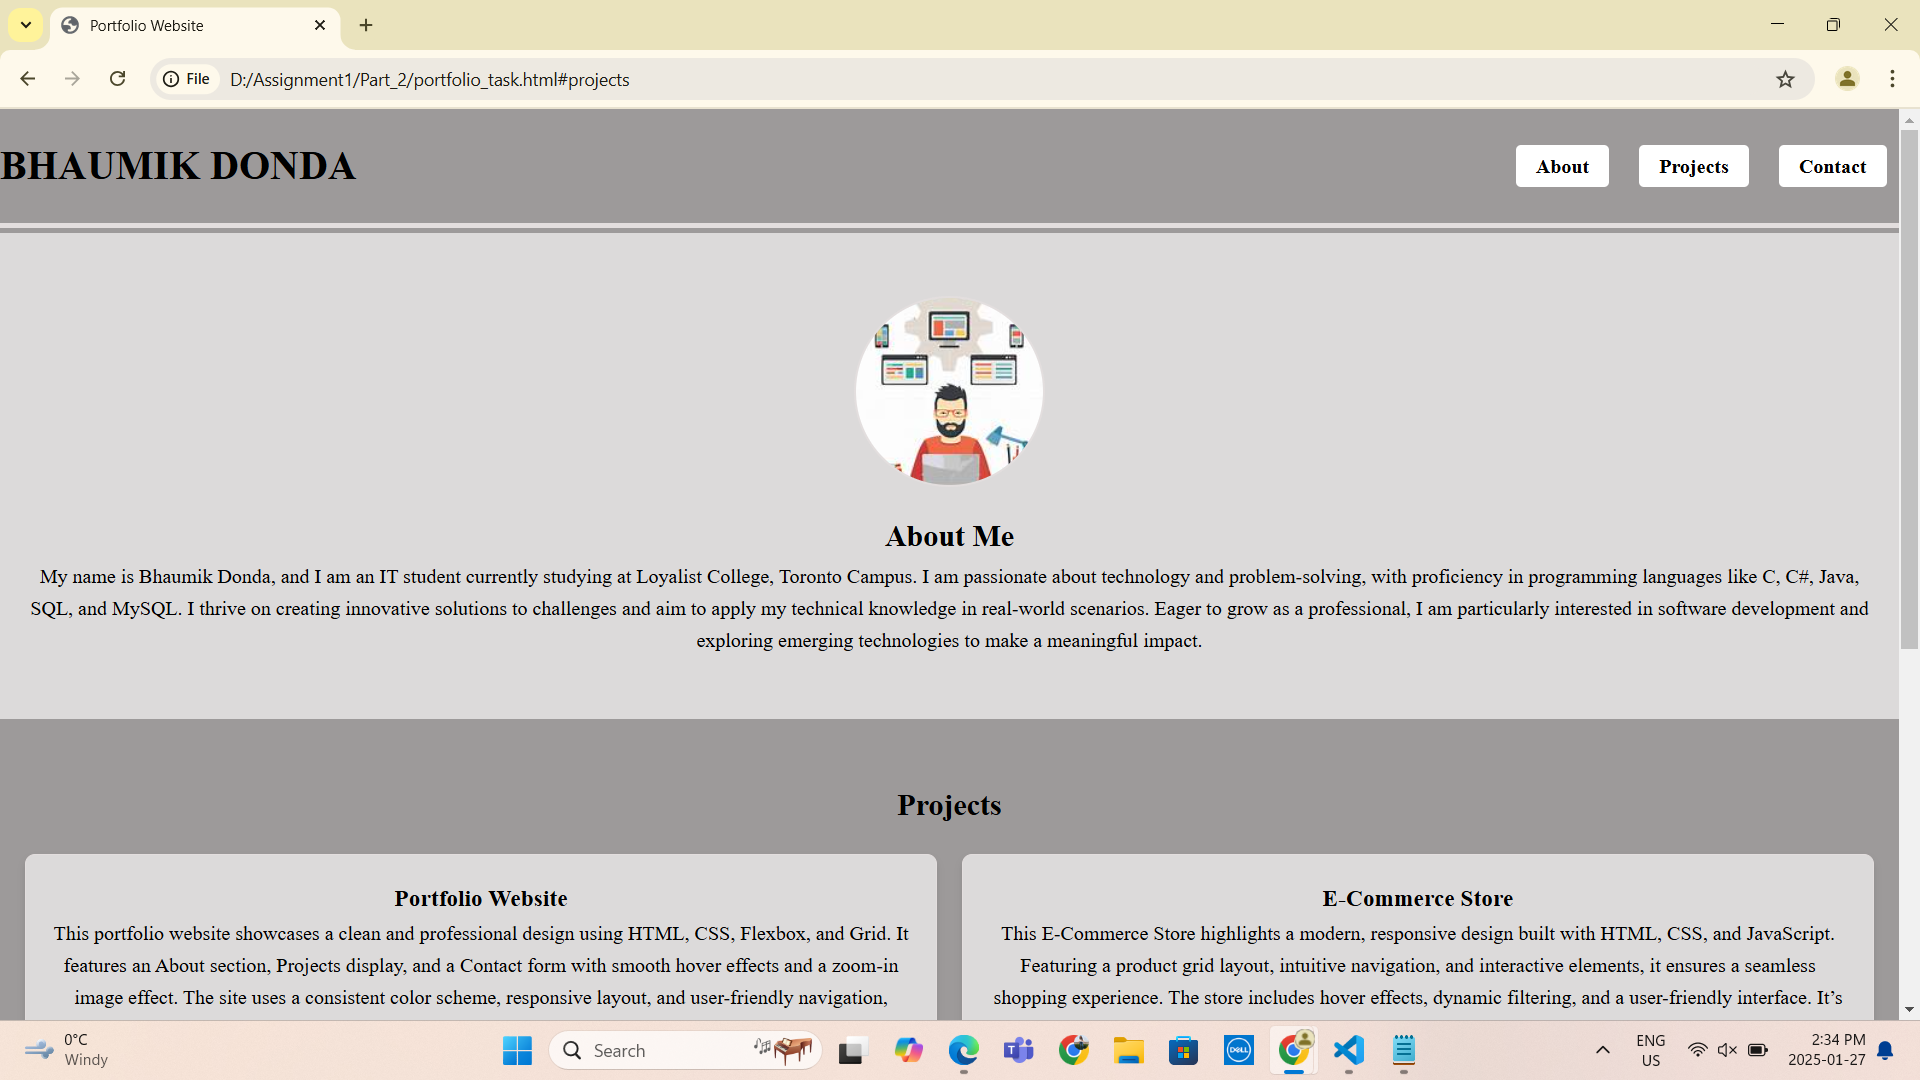 Portfolio Website
File
D:/Assignment1/Part_2/portfolio_task.html#projects
BHAUMIK DONDA
About
Projects
Contact
About Me
My name is Bhaumik Donda, and I am an IT student currently studying at Loyalist College, Toronto Campus. I am passionate about technology and problem-solving, with proficiency in programming languages like C, C#, Java,
SQL, and MySQL. I thrive on creating innovative solutions to challenges and aim to apply my technical knowledge in real-world scenarios. Eager to grow as a professional, I am particularly interested in software development and
exploring emerging technologies to make a meaningful impact.
Projects
Portfolio Website
This portfolio website showcases a clean and professional design using HTML, CSS, Flexbox, and Grid. It
features an About section, Projects display, and a Contact form with smooth hover effects and a zoom-in
image effect. The site uses a consistent color scheme, responsive layout, and user-friendly navigation,
E-Commerce Store
This E-Commerce Store highlights a modern, responsive design built with HTML, CSS, and JavaScript.
Featuring a product grid layout, intuitive navigation, and interactive elements, it ensures a seamless
shopping experience. The store includes hover effects, dynamic filtering, and a user-friendly interface. It’s
0°C
Windy
Search
DELL
ENG
US
2:34 PM
2025-01-27